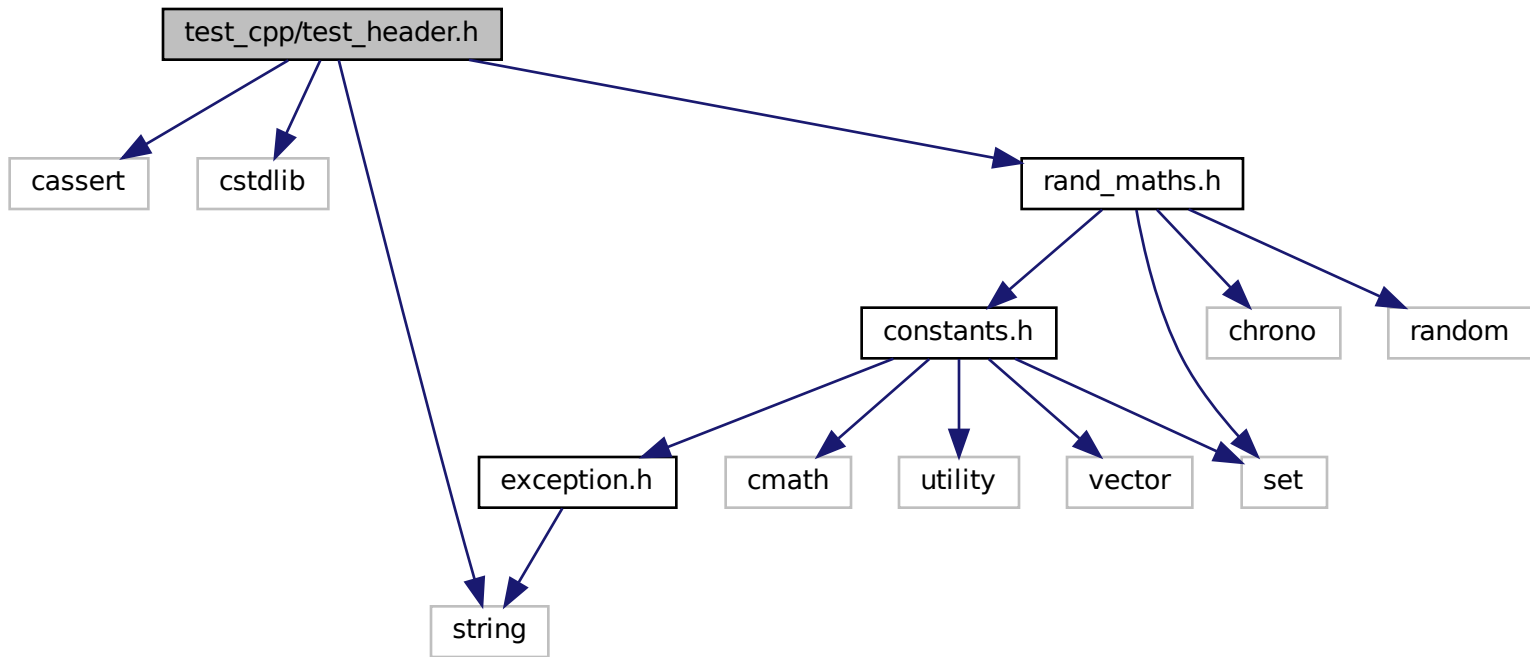 test_cpp/test_header.h
cassert
cstdlib
rand_maths.h
constants.h
chrono
random
exception.h
cmath
utility
vector
set
string